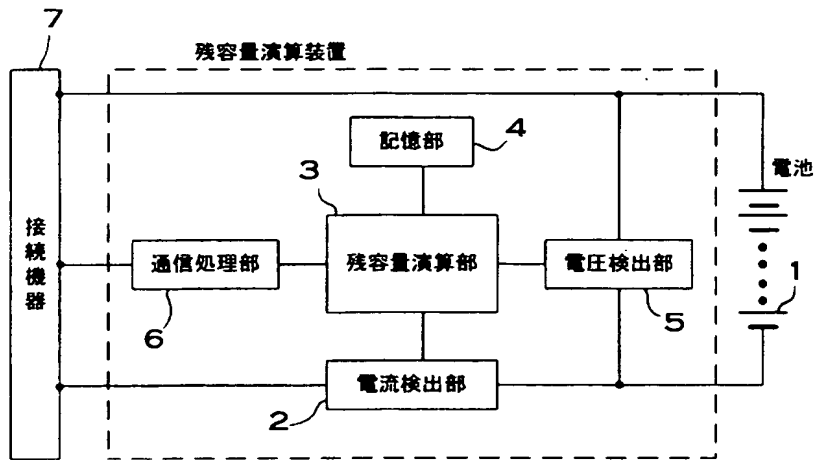 7
残容量演算装置
記憶部
4
電池
3
接続機器
通信処理部
残容量演算部
電圧検出部
1
6
5
電流検出部
2